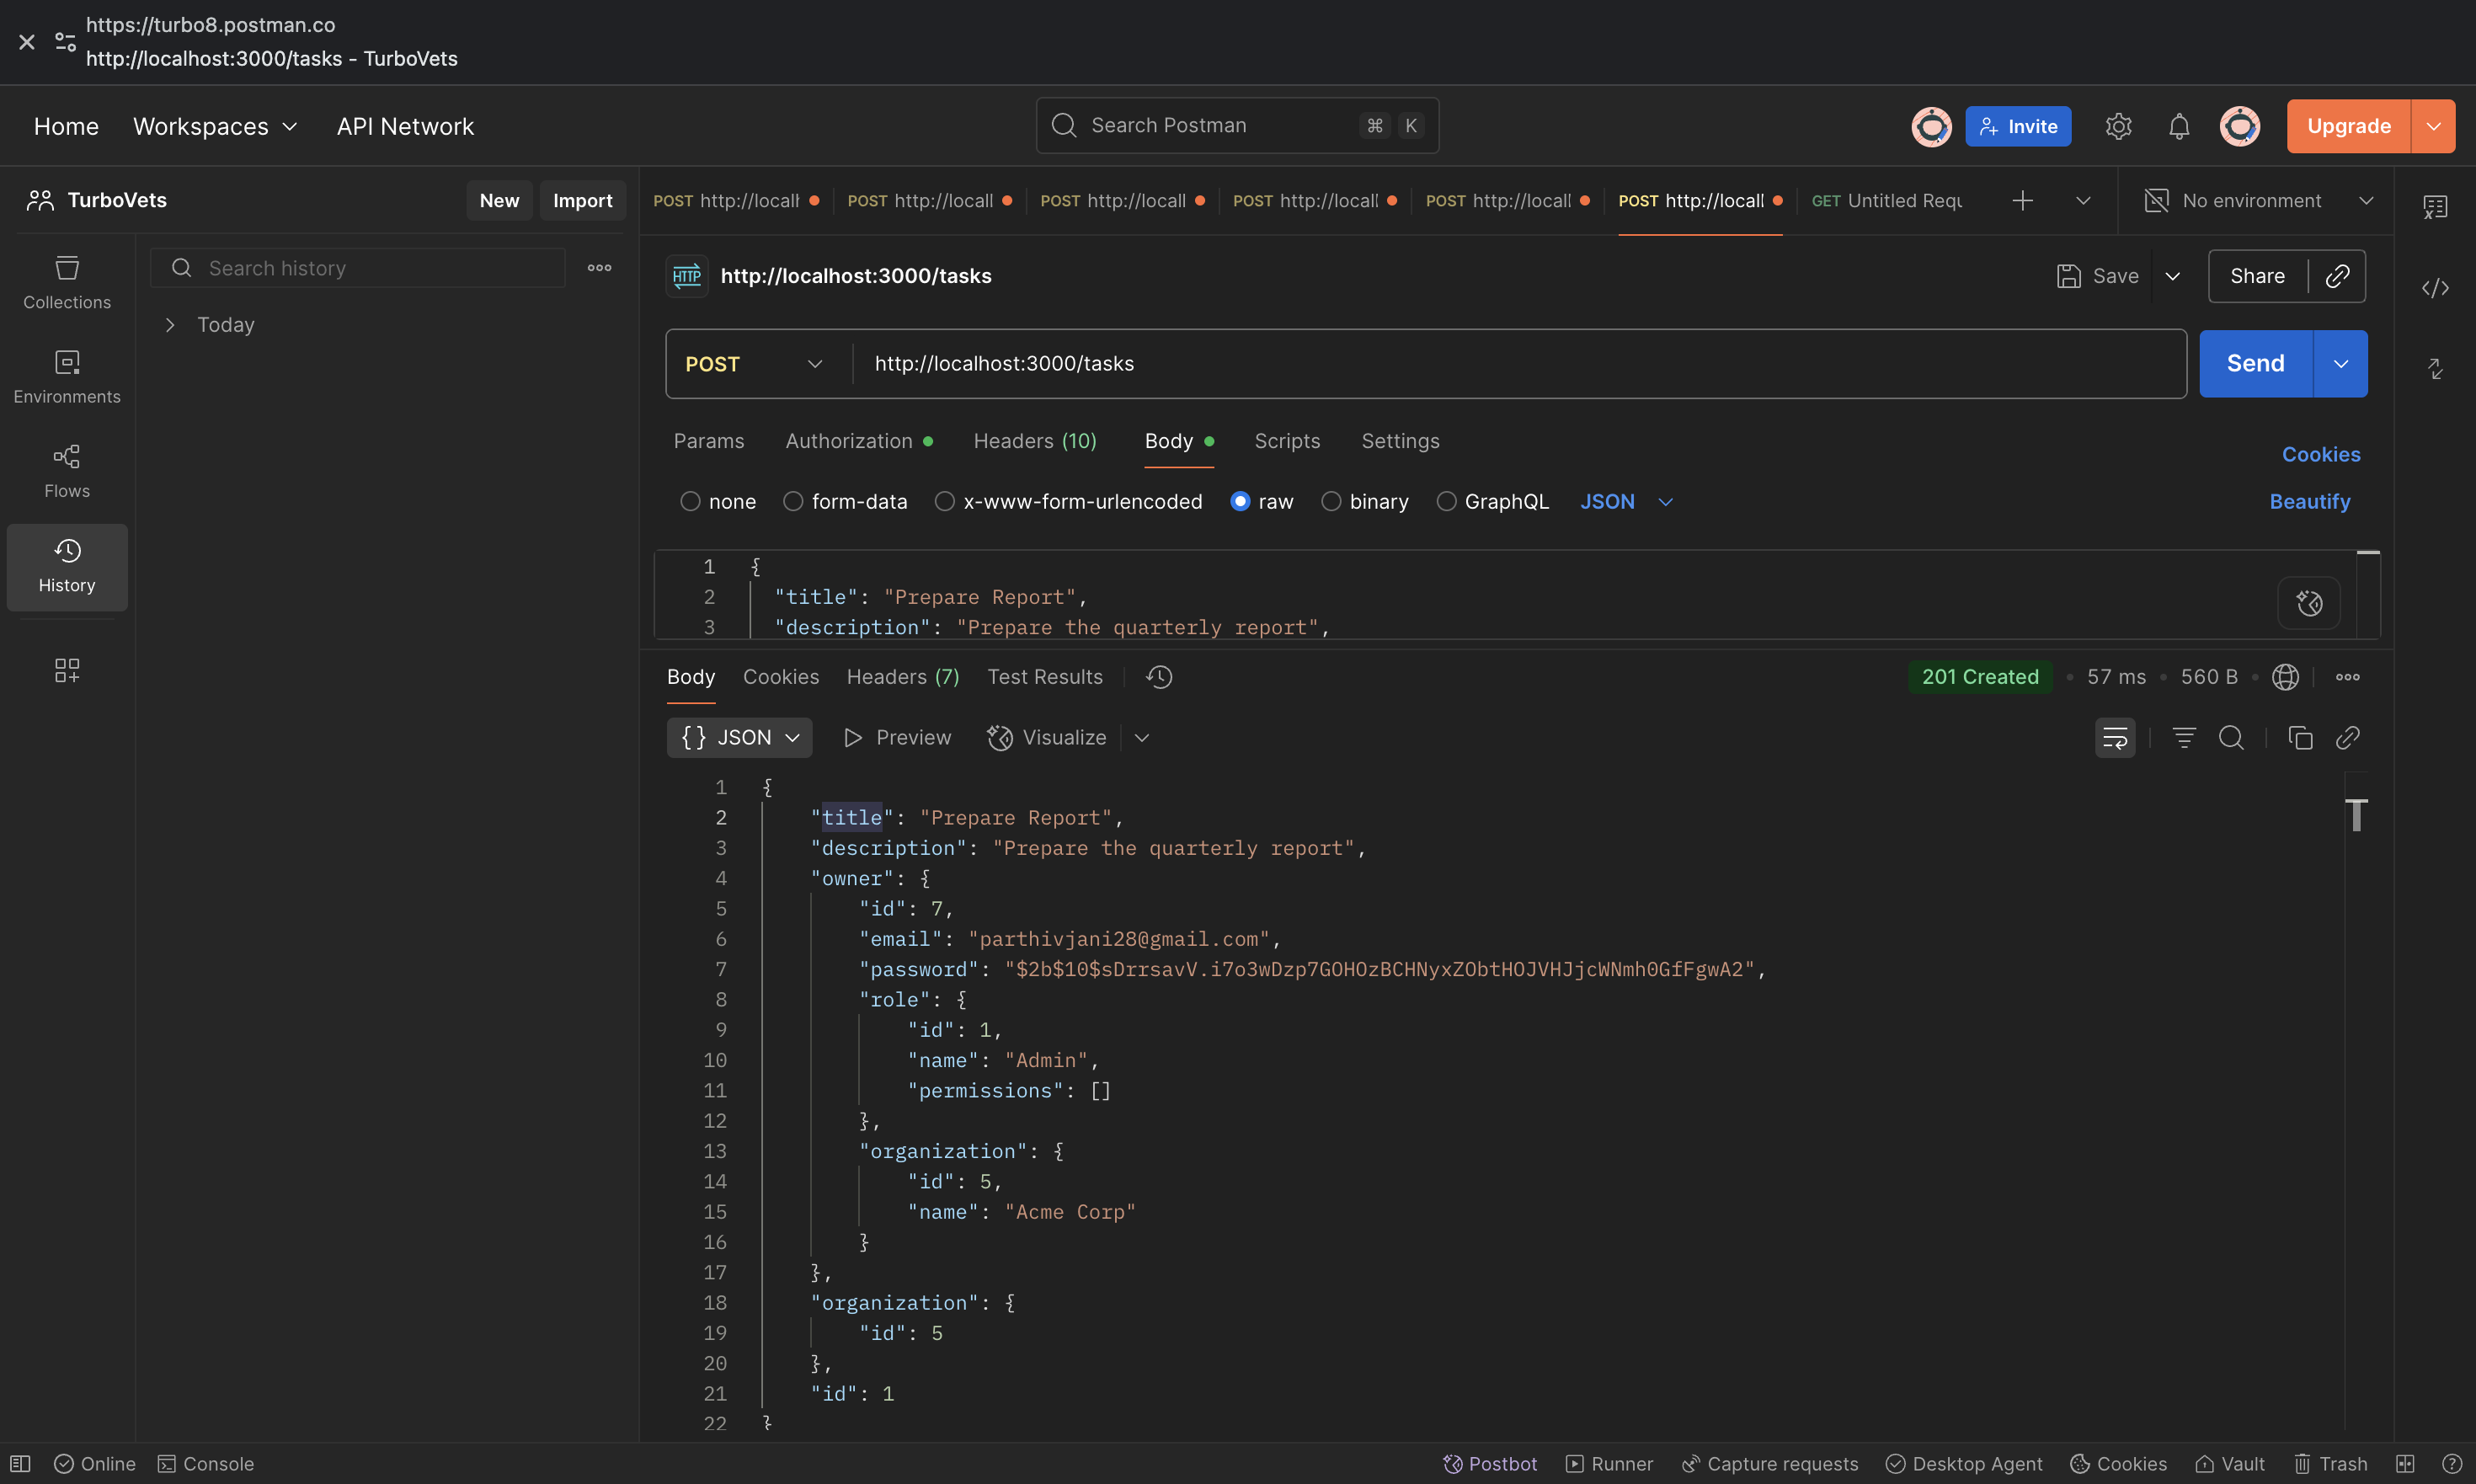 https://turbo8.postman.co
http://localhost:3000/tasks – TurboVets
Home Workspaces API Network Search Postman ⌘ K Invite Upgrade
TurboVets New Import
POST http://locall POST http://locall POST http://locall POST http://locall POST http://locall POST http://locall GET Untitled Requ No environment
Collections
Environments
Flows
History
Search history
Today
HTTP http://localhost:3000/tasks Save Share
POST http://localhost:3000/tasks Send
Params Authorization Headers (10) Body Scripts Settings Cookies
none form-data x-www-form-urlencoded raw binary GraphQL JSON Beautify
1 {
2 "title": "Prepare Report",
3 "description": "Prepare the quarterly report",
Body Cookies Headers (7) Test Results 201 Created 57 ms 560 B
{} JSON Preview Visualize
1 {
2 "title": "Prepare Report",
3 "description": "Prepare the quarterly report",
4 "owner": {
5 "id": 7,
6 "email": "parthivjani28@gmail.com",
7 "password": "$2b$10$sDrrsavV.i7o3wDzp7GOHOzBCHNyxZObtHOJVHJjcWNmh0GfFgwA2",
8 "role": {
9 "id": 1,
10 "name": "Admin",
11 "permissions": []
12 },
13 "organization": {
14 "id": 5,
15 "name": "Acme Corp"
16 }
17 },
18 "organization": {
19 "id": 5
20 },
21 "id": 1
22 }
Online Console Postbot Runner Capture requests Desktop Agent Cookies Vault Trash